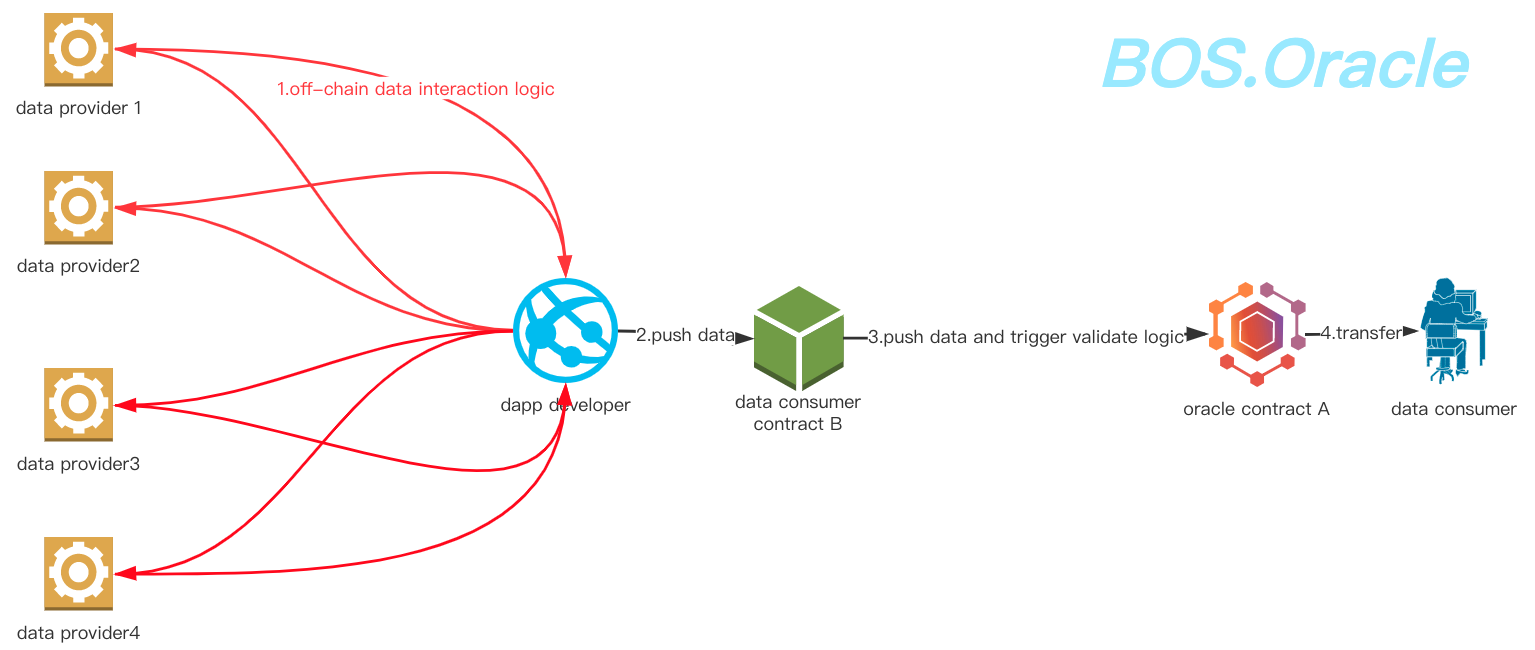 BOS.Oracle
data provider 1
1.off-chain data interaction logic
data provider2
data provider3
data provider4
dapp developer
2.push data
data consumer
contract B
3.push data and trigger validate logic
oracle contract A
4.transfer
data consumer